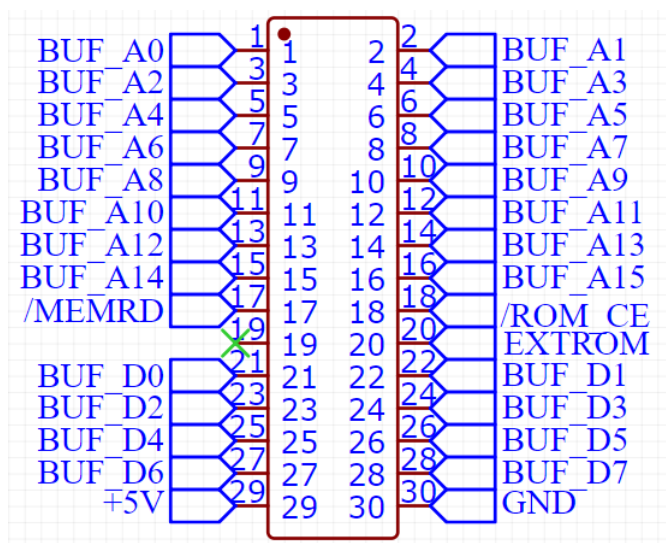 BUF_A0 1 1 2 2 BUF_A1
BUF_A2 3 3 4 4 BUF_A3
BUF_A4 5 5 6 6 BUF_A5
BUF_A6 7 7 8 8 BUF_A7
BUF_A8 9 9 10 10 BUF_A9
BUF_A10 11 11 12 12 BUF_A11
BUF_A12 13 13 14 14 BUF_A13
BUF_A14 15 15 16 16 BUF_A15
/MEMRD 17 17 18 18 /ROM_CE
19 19 20 20 EXTROM
BUF_D0 21 21 22 22 BUF_D1
BUF_D2 23 23 24 24 BUF_D3
BUF_D4 25 25 26 26 BUF_D5
BUF_D6 27 27 28 28 BUF_D7
+5V 29 29 30 30 GND